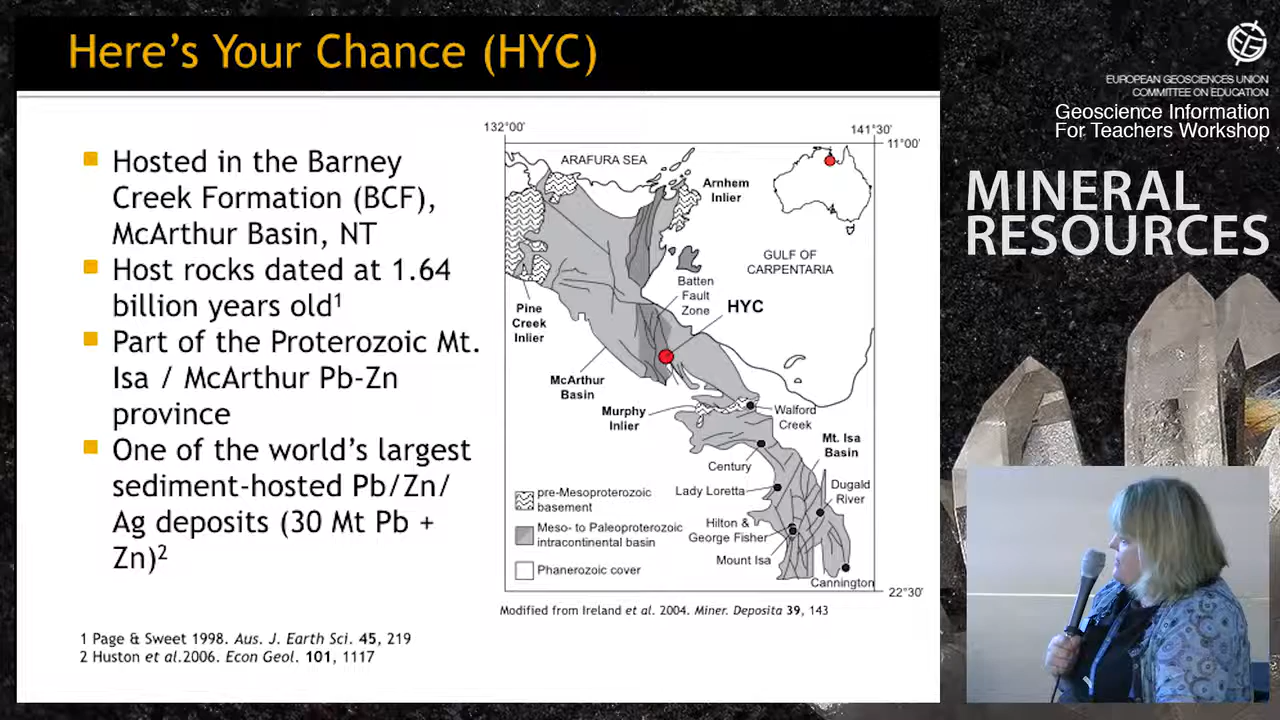 Here's Your Chance (HYC)
Hosted in the Barney
Creek Formation (BCF),
McArthur Basin, NT
Host rocks dated at 1.64
billion years old1
Part of the Proterozoic Mt.
Isa / McArthur Pb-Zn
province
One of the world's largest
sediment-hosted Pb/Zn/
Ag deposits (30 Mt Pb +
Zn)2
1 Page & Sweet 1998. Aus. J. Earth Sci. 45, 219
2 Huston et al.2006. Econ Geol. 101, 1117
132°00'
141°30'
11°00'
ARAFURA SEA
Arnhem
Inlier
GULF OF
CARPENTARIA
Batten
Fault
Zone
HYC
Pine
Creek
Inlier
McArthur
Basin
Murphy
Inlier
Walford
Creek
Mt. Isa
Basin
Century
Lady Loretta
Dugald
River
Hilton &
George Fisher
Mount Isa
Cannington
pre-Mesoproterozoic
basement
Meso- to Paleoproterozoic
intracontinental basin
Phanerozoic cover
22°30'
Modified from Ireland et al. 2004. Miner. Deposita 39, 143
EUROPEAN GEOSCIENCES UNION
COMMITTEE ON EDUCATION
Geoscience Information
For Teachers Workshop
MINERAL
RESOURCES